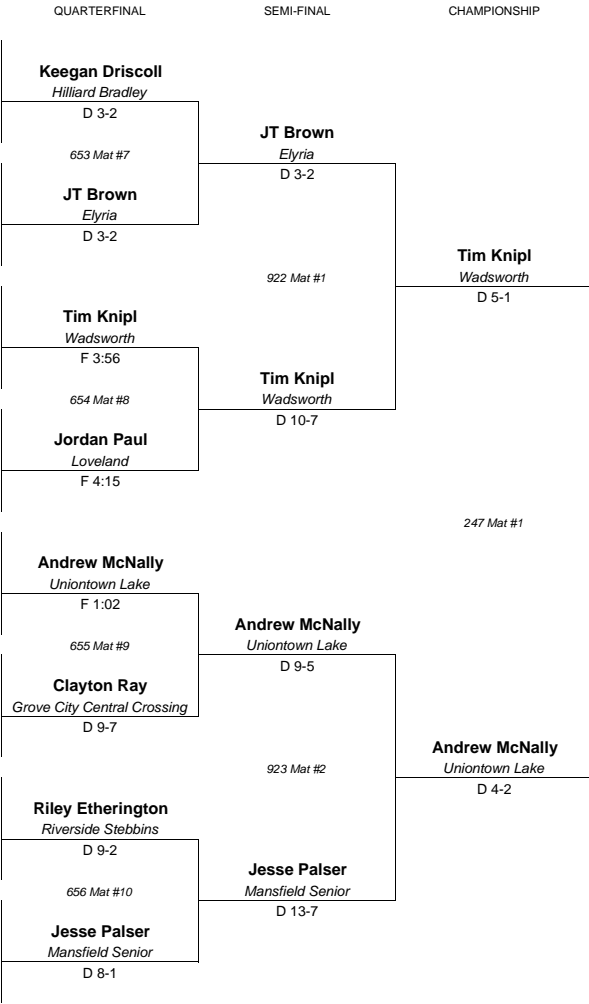 QUARTERFINAL SEMI-FINAL CHAMPIONSHIP
Keegan Driscoll
Hilliard Bradley
D 3-2
653 Mat #7
JT Brown
Elyria
D 3-2
Tim Knipl
Wadsworth
F 3:56
654 Mat #8
Jordan Paul
Loveland
F 4:15
Andrew McNally
Uniontown Lake
F 1:02
655 Mat #9
Clayton Ray
Grove City Central Crossing
D 9-7
Riley Etherington
Riverside Stebbins
D 9-2
656 Mat #10
Jesse Palser
Mansfield Senior
D 8-1
JT Brown
Elyria
D 3-2
922 Mat #1
Tim Knipl
Wadsworth
D 10-7
Andrew McNally
Uniontown Lake
D 9-5
923 Mat #2
Jesse Palser
Mansfield Senior
D 13-7
Tim Knipl
Wadsworth
D 5-1
247 Mat #1
Andrew McNally
Uniontown Lake
D 4-2